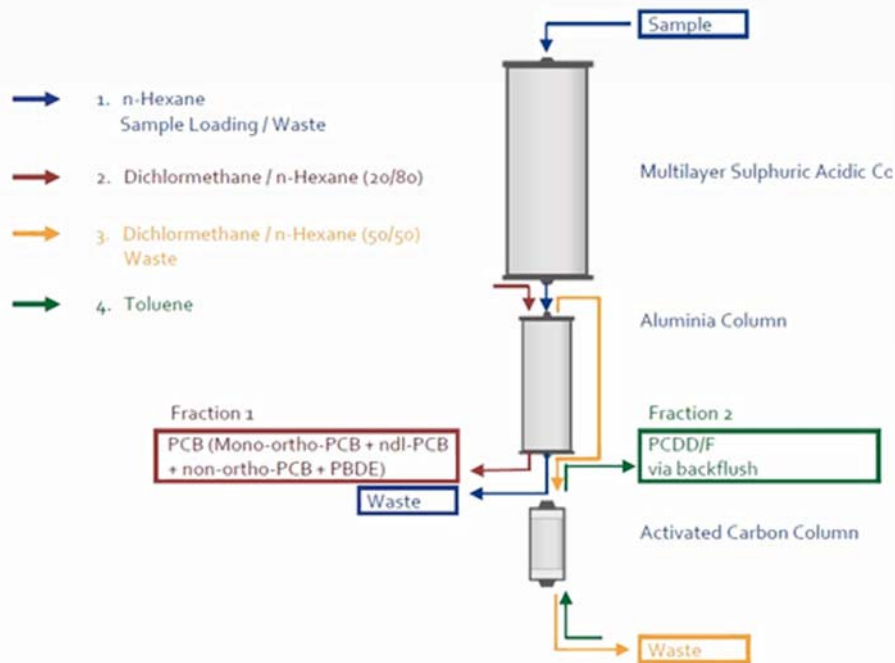 Sample
1. n-Hexane
Sample Loading / Waste
2. Dichlormethane / n-Hexane (20/80)
3. Dichlormethane / n-Hexane (50/50)
Waste
4. Toluene
Multilayer Sulphuric Acidic Cc
Aluminia Column
Fraction 1
PCB (Mono-ortho-PCB + ndl-PCB
+ non-ortho-PCB + PBDE)
Waste
Fraction 2
PCDD/F
via backflush
Activated Carbon Column
Waste